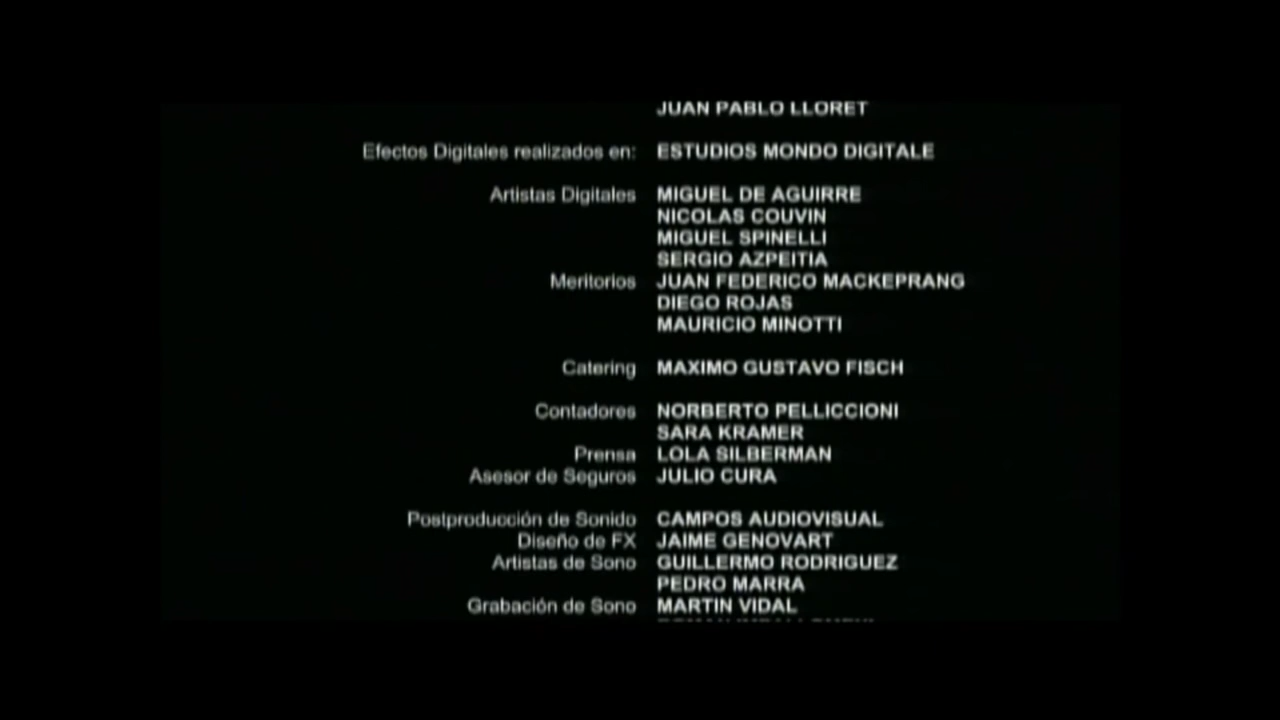 JUAN PABLO LLORET
Efectos Digitales realizados en: ESTUDIOS MONDO DIGITALE
Artistas Digitales MIGUEL DE AGUIRRE
NICOLAS COUVIN
MIGUEL SPINELLI
SERGIO AZPEITIA
Meritorios JUAN FEDERICO MACKEPRANG
DIEGO ROJAS
MAURICIO MINOTTI
Catering MAXIMO GUSTAVO FISCH
Contadores NORBERTO PELLICCIONI
SARA KRAMER
Prensa LOLA SILBERMAN
Asesor de Seguros JULIO CURA
Postproducción de Sonido CAMPOS AUDIOVISUAL
Diseño de FX JAIME GENOVART
Artistas de Sono GUILLERMO RODRIGUEZ
PEDRO MARRA
Grabación de Sono MARTIN VIDAL